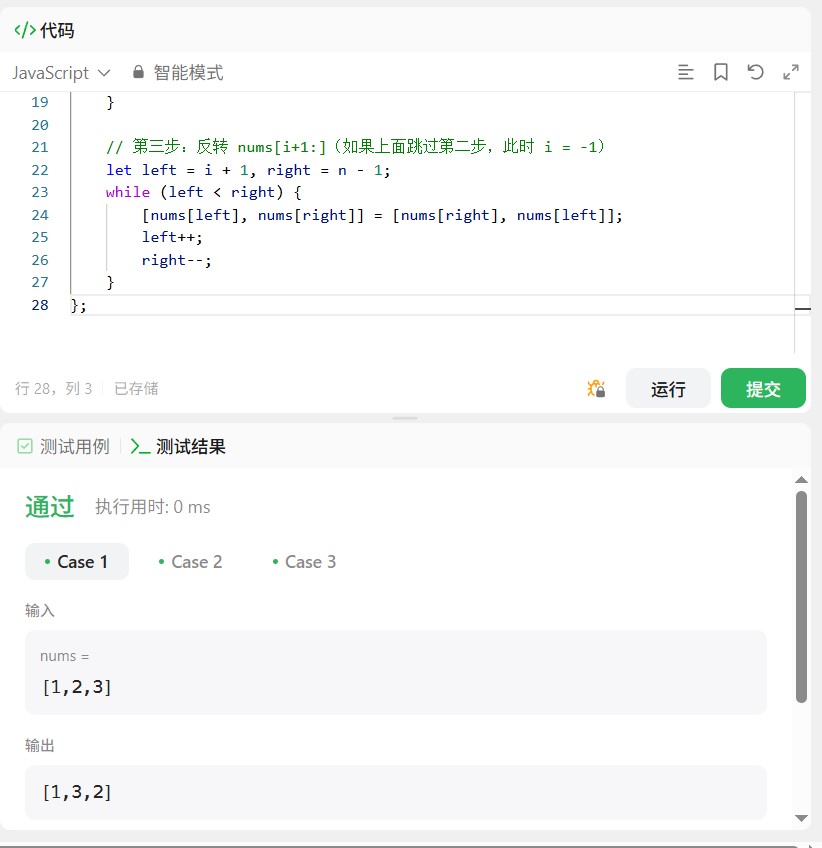 </> 代码
JavaScript 智能模式
19 }
20
21 // 第三步：反转 nums[i+1:]（如果上面跳过第二步，此时 i = -1）
22 let left = i + 1, right = n - 1;
23 while (left < right) {
24 [nums[left], nums[right]] = [nums[right], nums[left]];
25 left++;
26 right--;
27 }
28 };
行 28，列 3 已存储 运行 提交
测试用例 >_ 测试结果
通过 执行用时: 0 ms
• Case 1 • Case 2 • Case 3
输入
nums =
[1,2,3]
输出
[1,3,2]